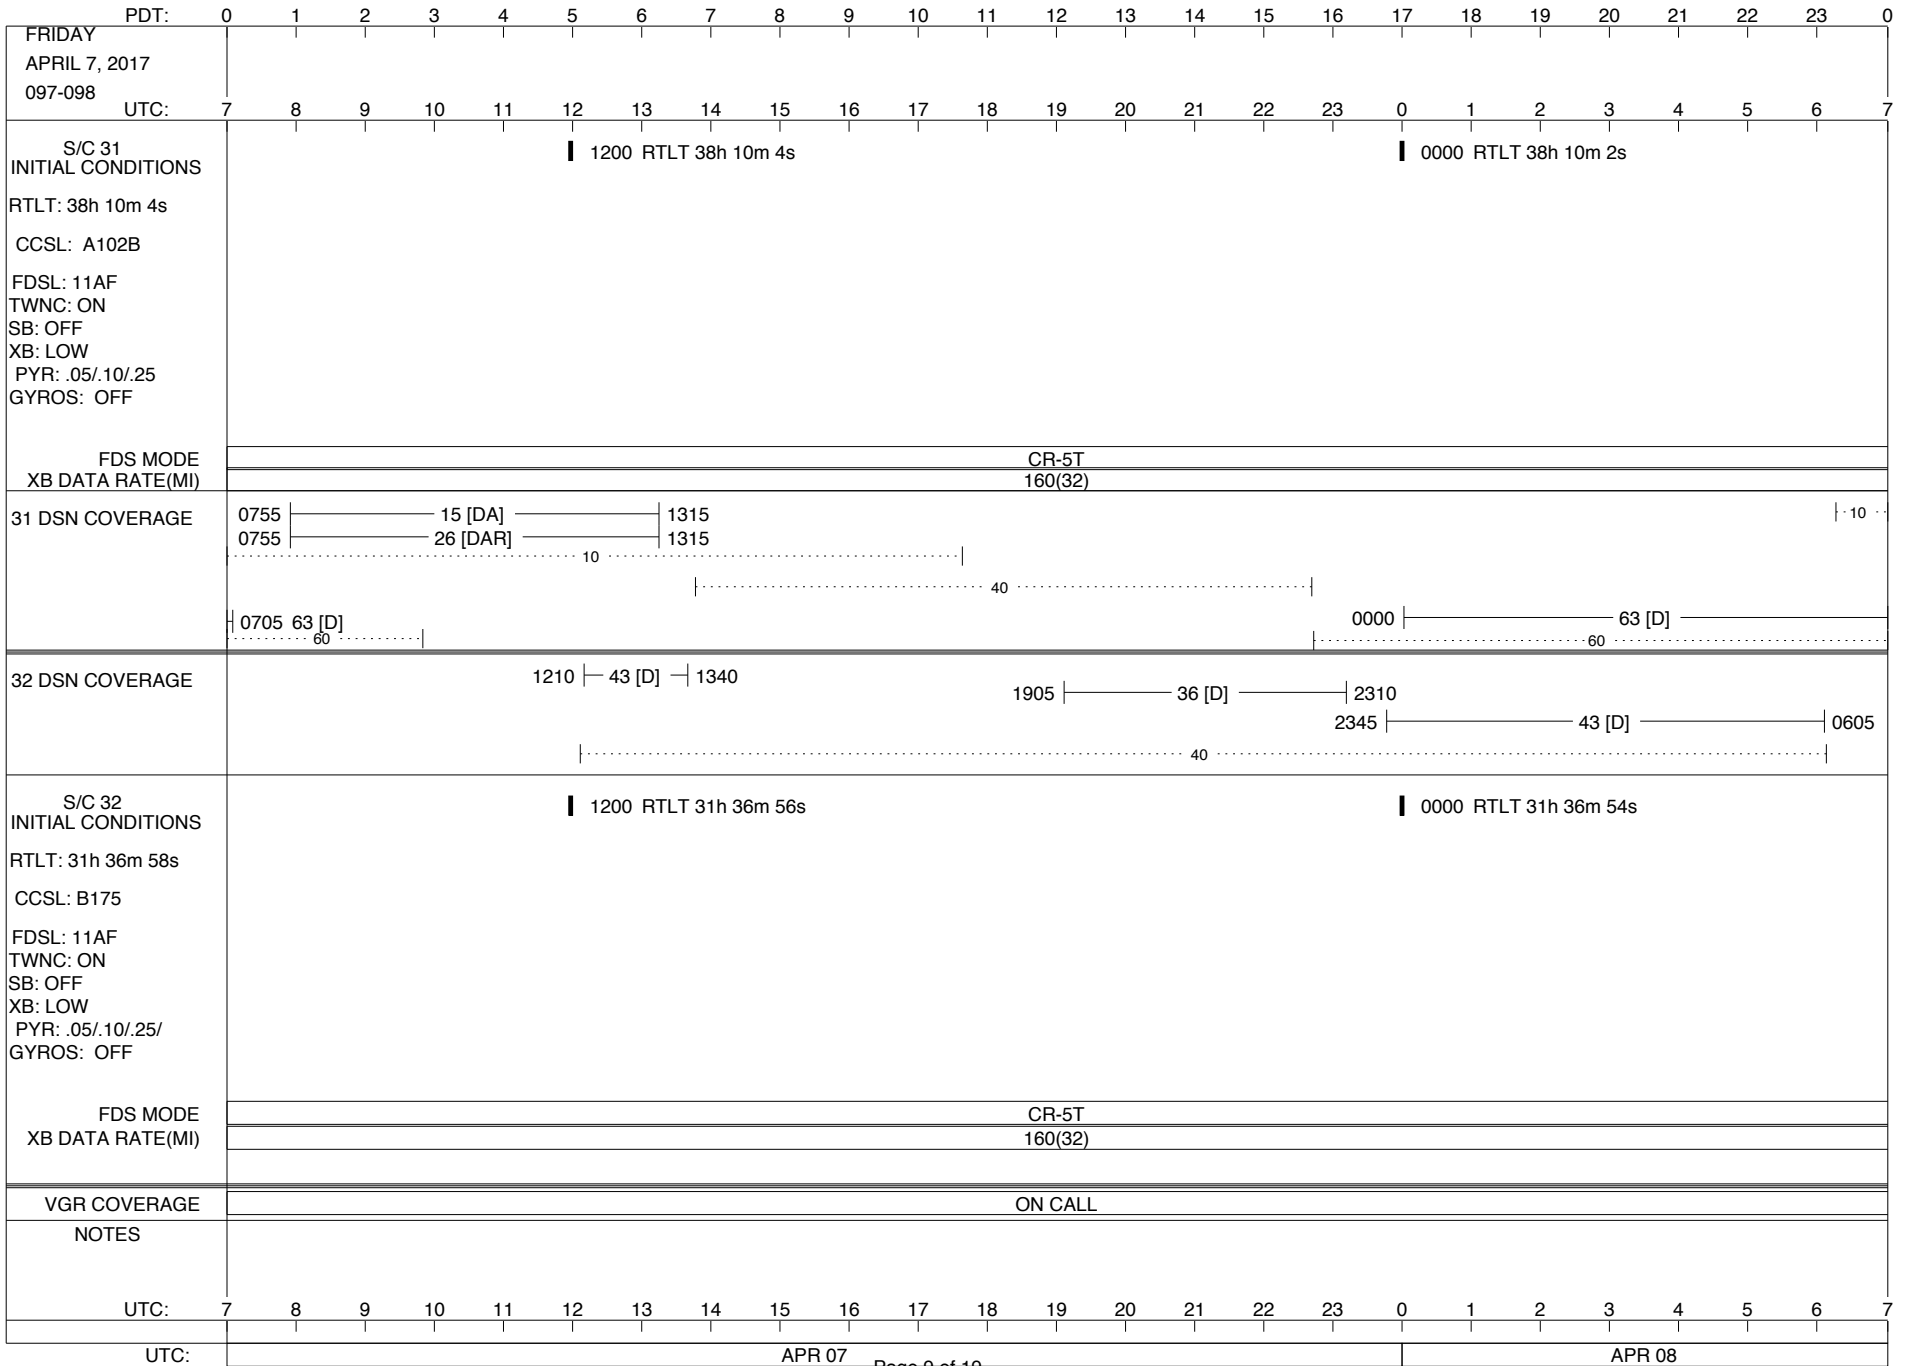 PDT: 0 1 2 3 4 5 6 7 8 9 10 11 12 13 14 15 16 17 18 19 20 21 22 23 0
FRIDAY
APRIL 7, 2017
097-098
UTC: 7 8 9 10 11 12 13 14 15 16 17 18 19 20 21 22 23 0 1 2 3 4 5 6 7
S/C 31
INITIAL CONDITIONS
1200 RTLT 38h 10m 4s
0000 RTLT 38h 10m 2s
RTLT: 38h 10m 4s
CCSL: A102B
FDSL: 11AF
TWNC: ON
SB: OFF
XB: LOW
PYR: .05/.10/.25
GYROS: OFF
FDS MODE CR-5T
XB DATA RATE(MI) 160(32)
31 DSN COVERAGE
0755 15 [DA] 1315
10
0755 26 [DAR] 1315
10
40
0705 63 [D]
0000 63 [D]
60
60
32 DSN COVERAGE
1210 43 [D] 1340
1905 36 [D] 2310
2345 43 [D] 0605
40
S/C 32
INITIAL CONDITIONS
1200 RTLT 31h 36m 56s
0000 RTLT 31h 36m 54s
RTLT: 31h 36m 58s
CCSL: B175
FDSL: 11AF
TWNC: ON
SB: OFF
XB: LOW
PYR: .05/.10/.25/
GYROS: OFF
FDS MODE CR-5T
XB DATA RATE(MI) 160(32)
VGR COVERAGE ON CALL
NOTES
UTC: 7 8 9 10 11 12 13 14 15 16 17 18 19 20 21 22 23 0 1 2 3 4 5 6 7
UTC: APR 07 APR 08
Page 9 of 19